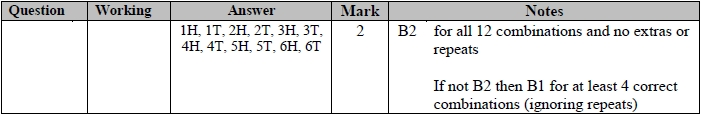 Question Working Answer Mark Notes
1H, 1T, 2H, 2T, 3H, 3T, 2 B2 for all 12 combinations and no extras or
4H, 4T, 5H, 5T, 6H, 6T repeats
If not B2 then B1 for at least 4 correct
combinations (ignoring repeats)